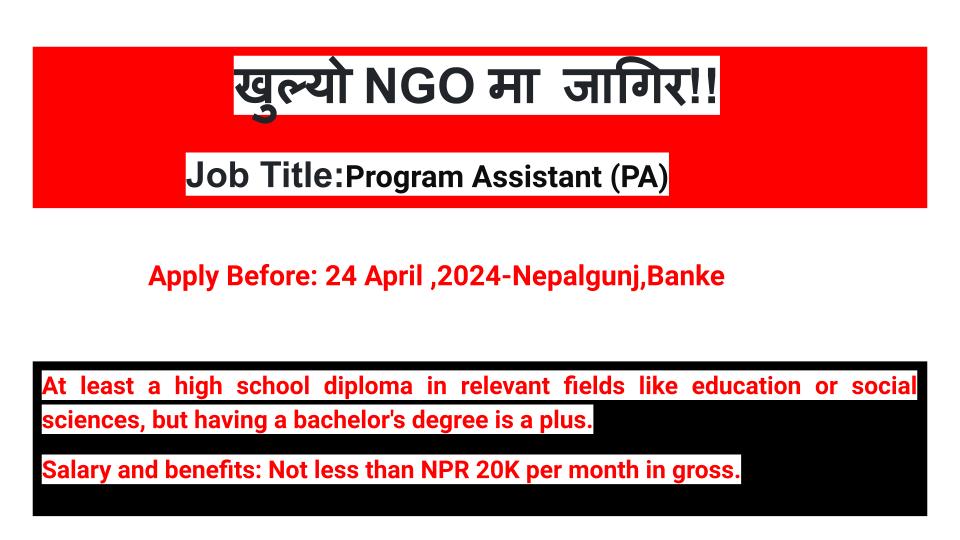 खुल्यो NGO मा जागिर!!
Job Title:Program Assistant (PA)
Apply Before: 24 April ,2024-Nepalgunj,Banke
At least a high school diploma in relevant fields like education or social
sciences, but having a bachelor's degree is a plus.
Salary and benefits: Not less than NPR 20K per month in gross.